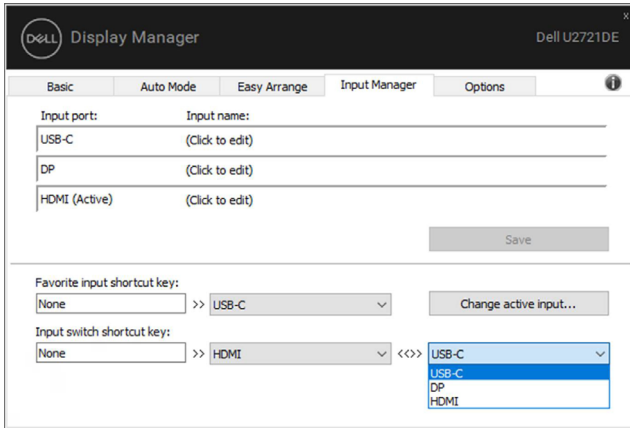 DELL Display Manager Dell U2721DE
x
Basic Auto Mode Easy Arrange Input Manager Options i
Input port: Input name:
USB-C (Click to edit)
DP (Click to edit)
HDMI (Active) (Click to edit)
Save
Favorite input shortcut key:
None >> USB-C Change active input...
Input switch shortcut key:
None >> HDMI <<>> USB-C
USB-C
DP
HDMI